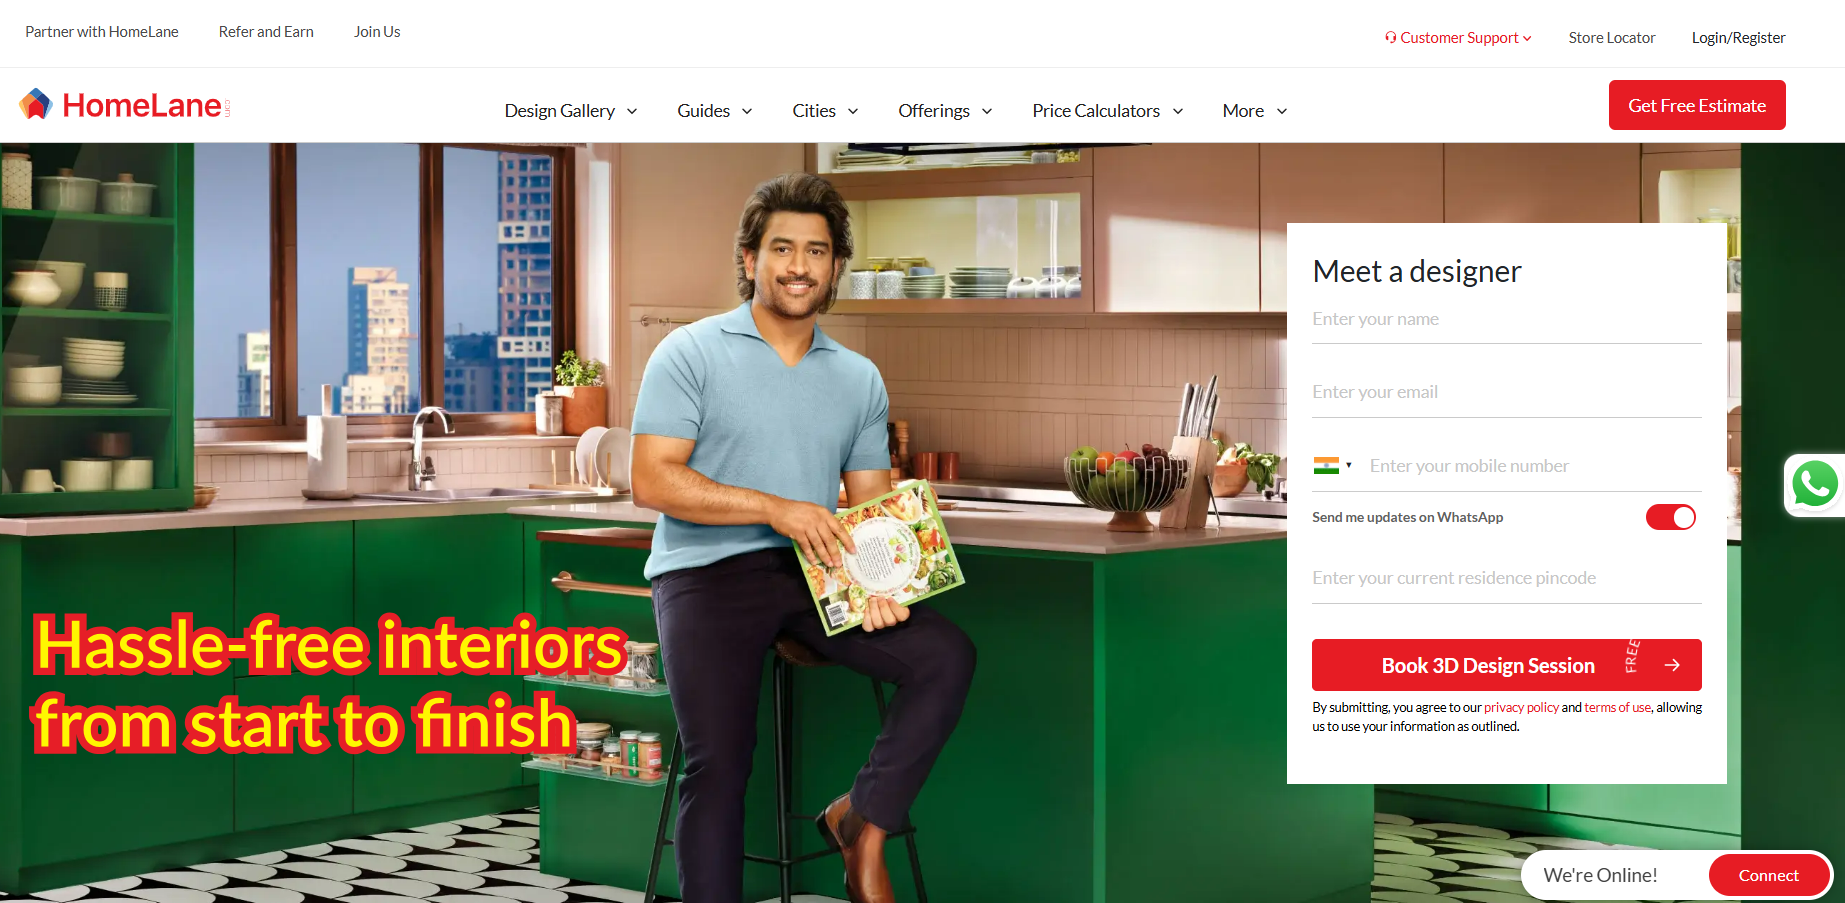 Partner with HomeLane
Refer and Earn
Join Us
Customer Support
Store Locator
Login/Register
HomeLane.com
Design Gallery
Guides
Cities
Offerings
Price Calculators
More
Get Free Estimate
Meet a designer
Enter your name
Enter your email
Enter your mobile number
Send me updates on WhatsApp
Enter your current residence pincode
Book 3D Design Session
FREE
By submitting, you agree to our privacy policy and terms of use, allowing
us to use your information as outlined.
Hassle-free interiors
from start to finish
We're Online!
Connect